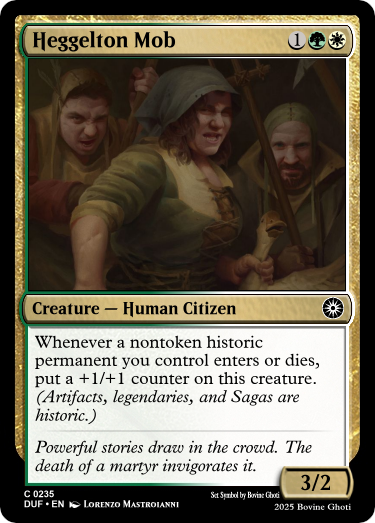 Heggelton Mob 1
Creature — Human Citizen
Whenever a nontoken historic
permanent you control enters or dies,
put a +1/+1 counter on this creature.
(Artifacts, legendaries, and Sagas are
historic.)
Powerful stories draw in the crowd. The
death of a martyr invigorates it.
3/2
C 0235
DUF • EN Lorenzo Mastroianni
Set Symbol by Bovine Ghoti
2025 Bovine Ghoti